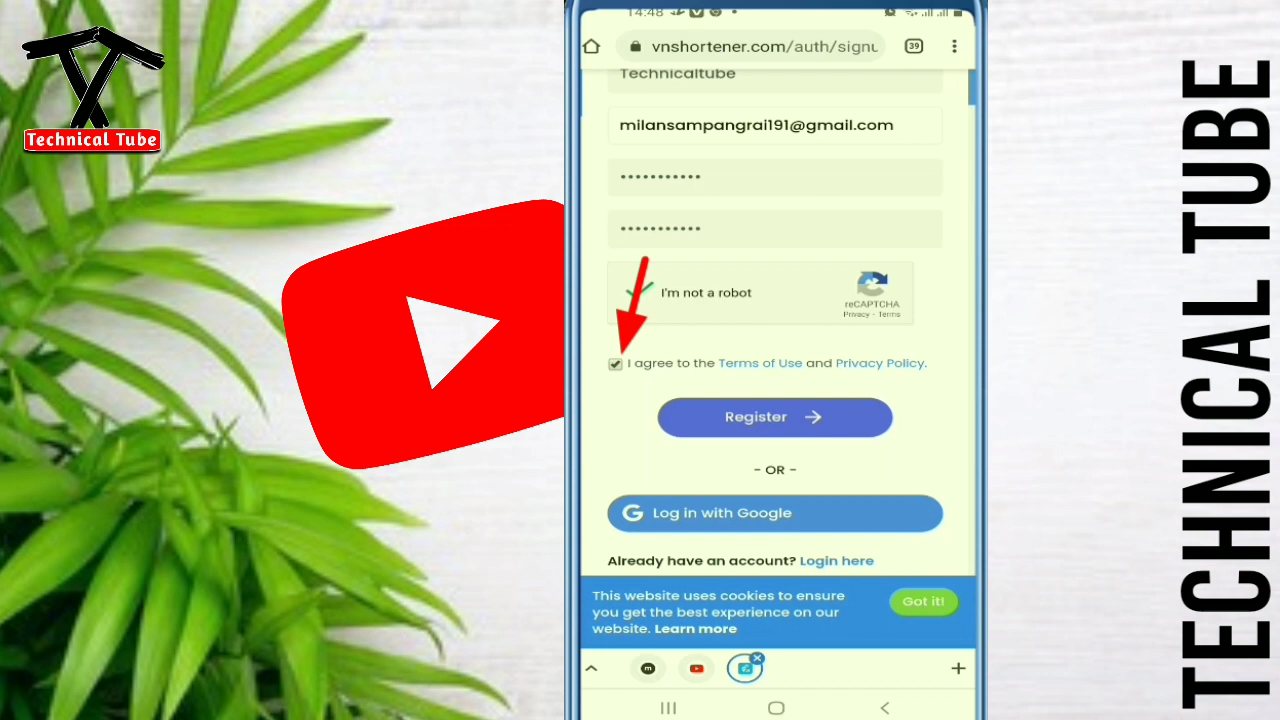 Technical Tube
14:48
vnshortener.com/auth/signu
39
Technicaltube
milansampangrai191@gmail.com
•••••••••••
•••••••••••
I'm not a robot
reCAPTCHA
Privacy - Terms
I agree to the Terms of Use and Privacy Policy.
Register →
- OR -
G Log in with Google
Already have an account? Login here
This website uses cookies to ensure
you get the best experience on our
website. Learn more
Got it!
m
TECHNICAL TUBE